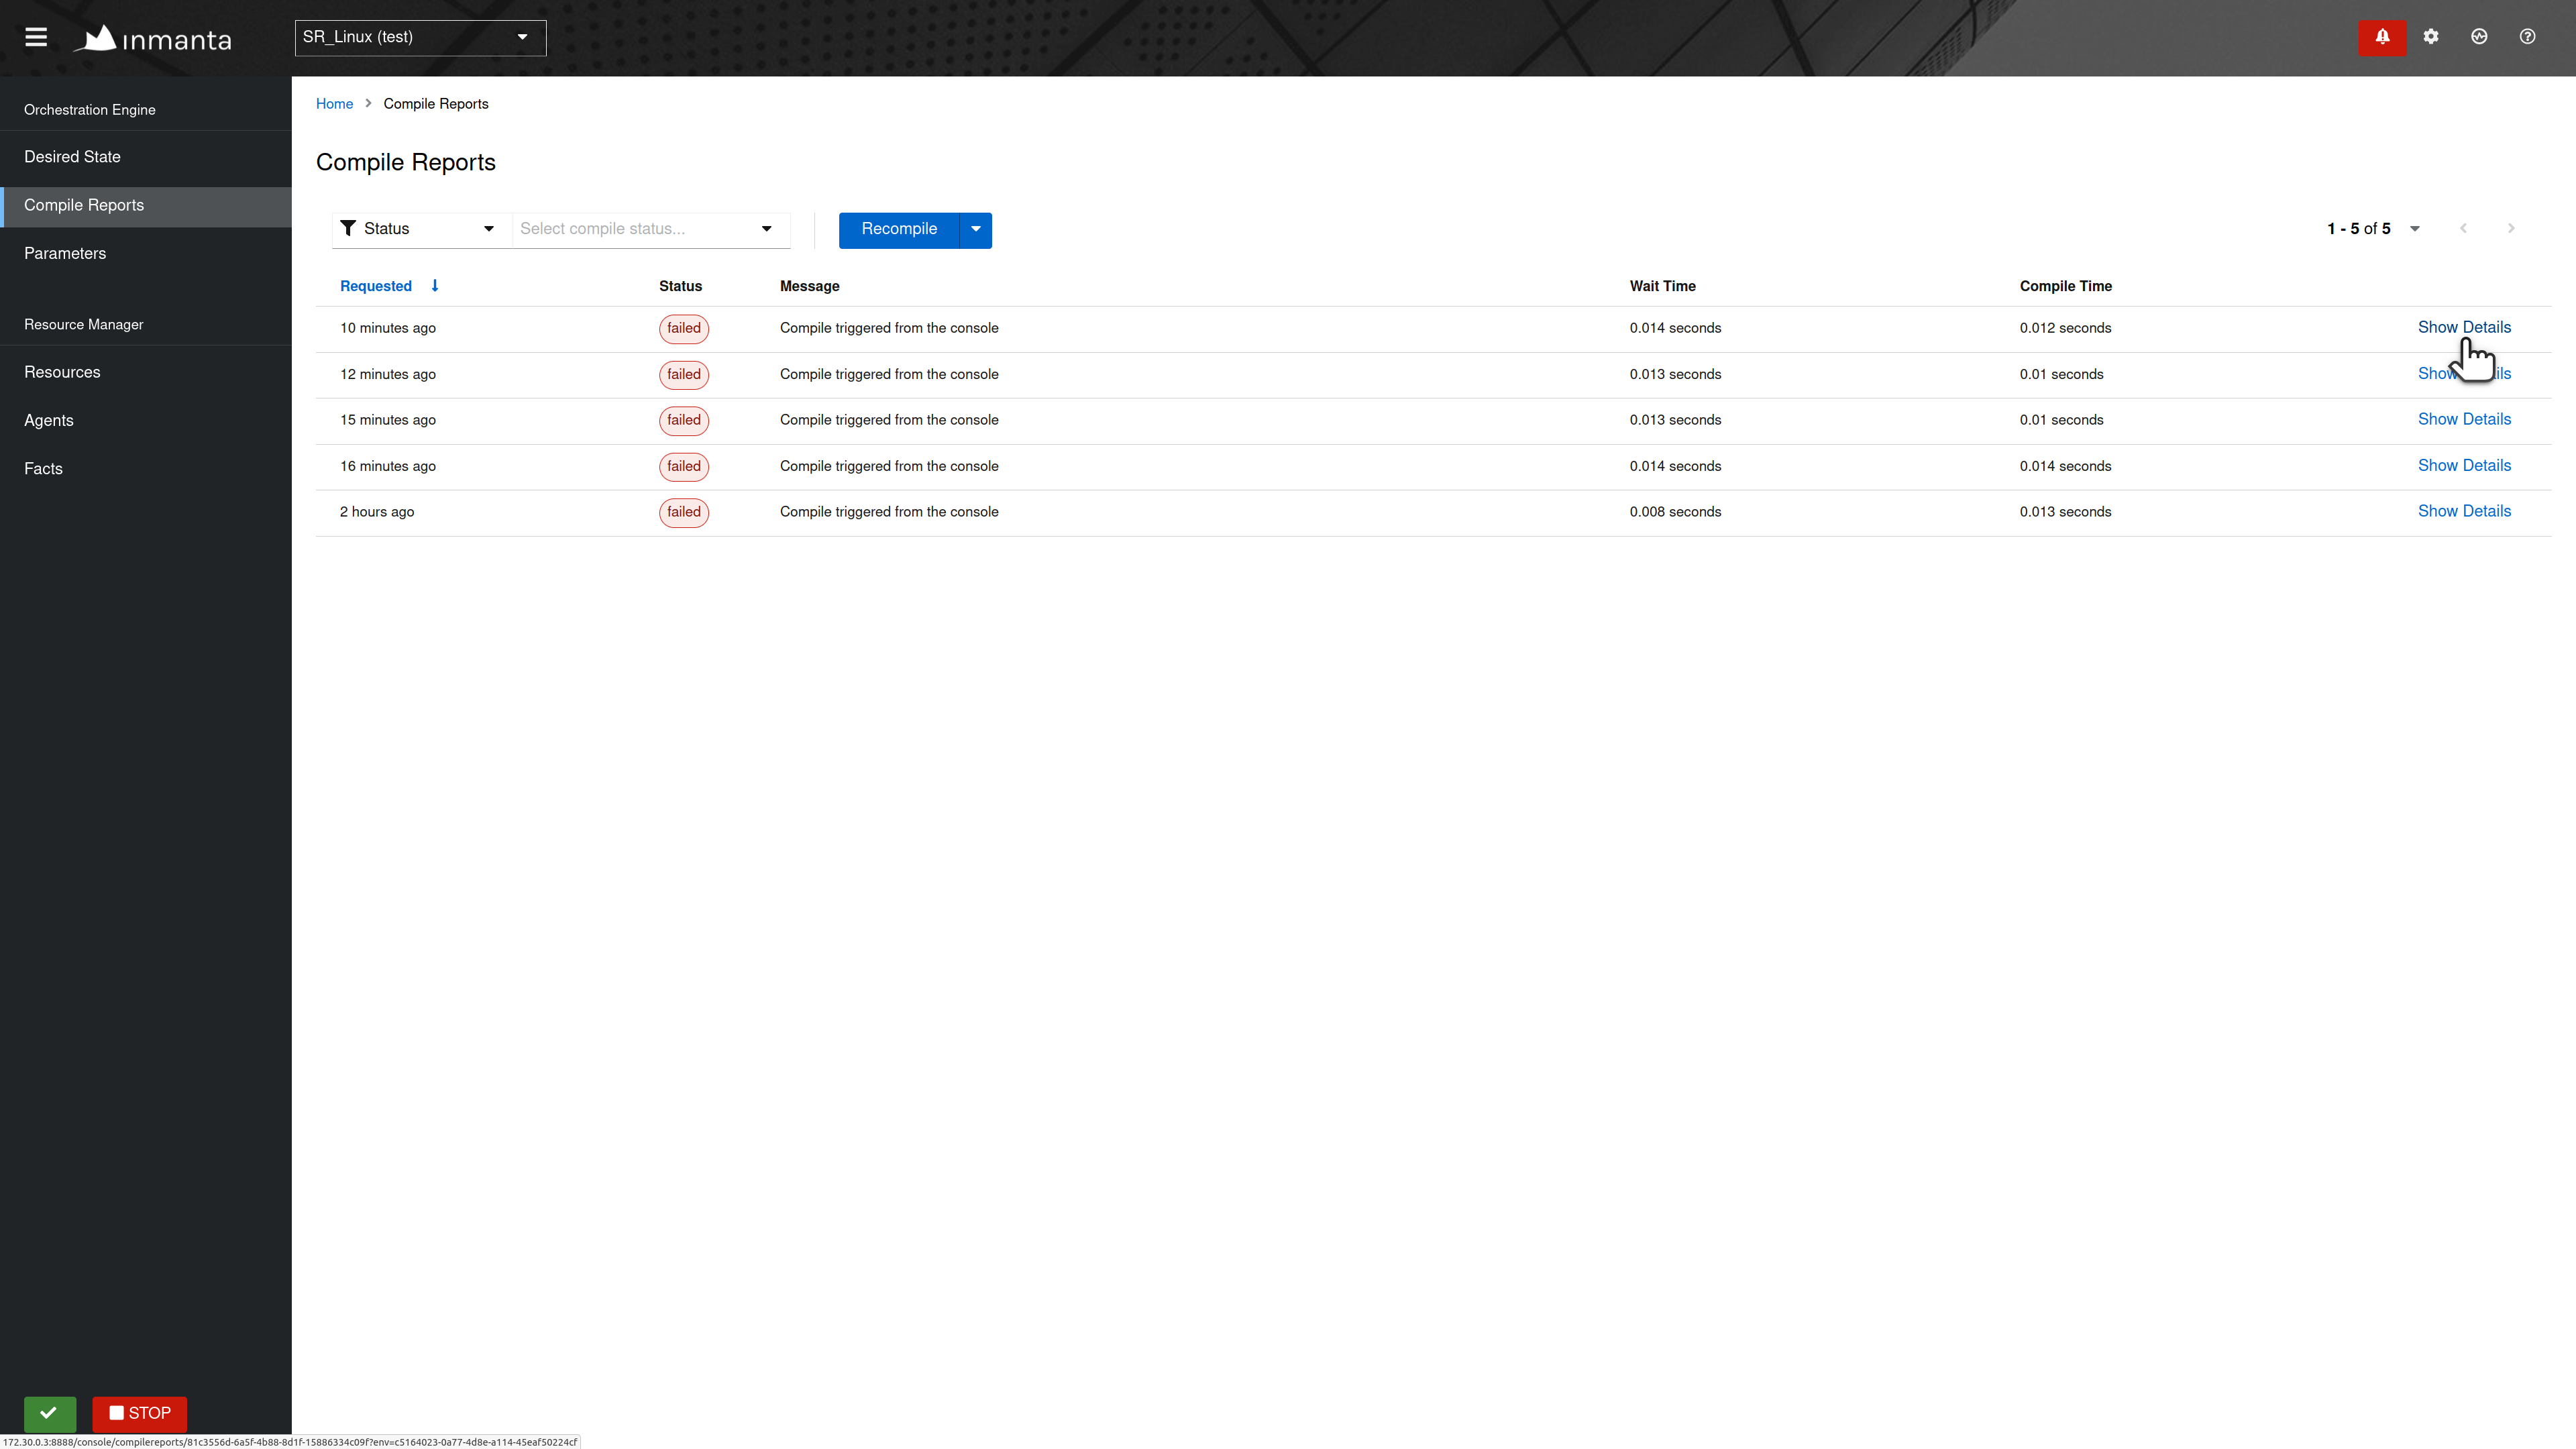 inmanta
SR_Linux (test)
Orchestration Engine
Desired State
Compile Reports
Parameters
Resource Manager
Resources
Agents
Facts
STOP
Home > Compile Reports
Compile Reports
Status Select compile status... Recompile 1 - 5 of 5
Requested Status Message Wait Time Compile Time
10 minutes ago failed Compile triggered from the console 0.014 seconds 0.012 seconds Show Details
12 minutes ago failed Compile triggered from the console 0.013 seconds 0.01 seconds
15 minutes ago failed Compile triggered from the console 0.013 seconds 0.01 seconds Show Details
16 minutes ago failed Compile triggered from the console 0.014 seconds 0.014 seconds Show Details
2 hours ago failed Compile triggered from the console 0.008 seconds 0.013 seconds Show Details
172.30.0.3:8888/console/compilereports/81c3556d-6a5f-4b88-8d1f-15886334c09f?env=c5164023-0a77-4d8e-a114-45eaf50224cf